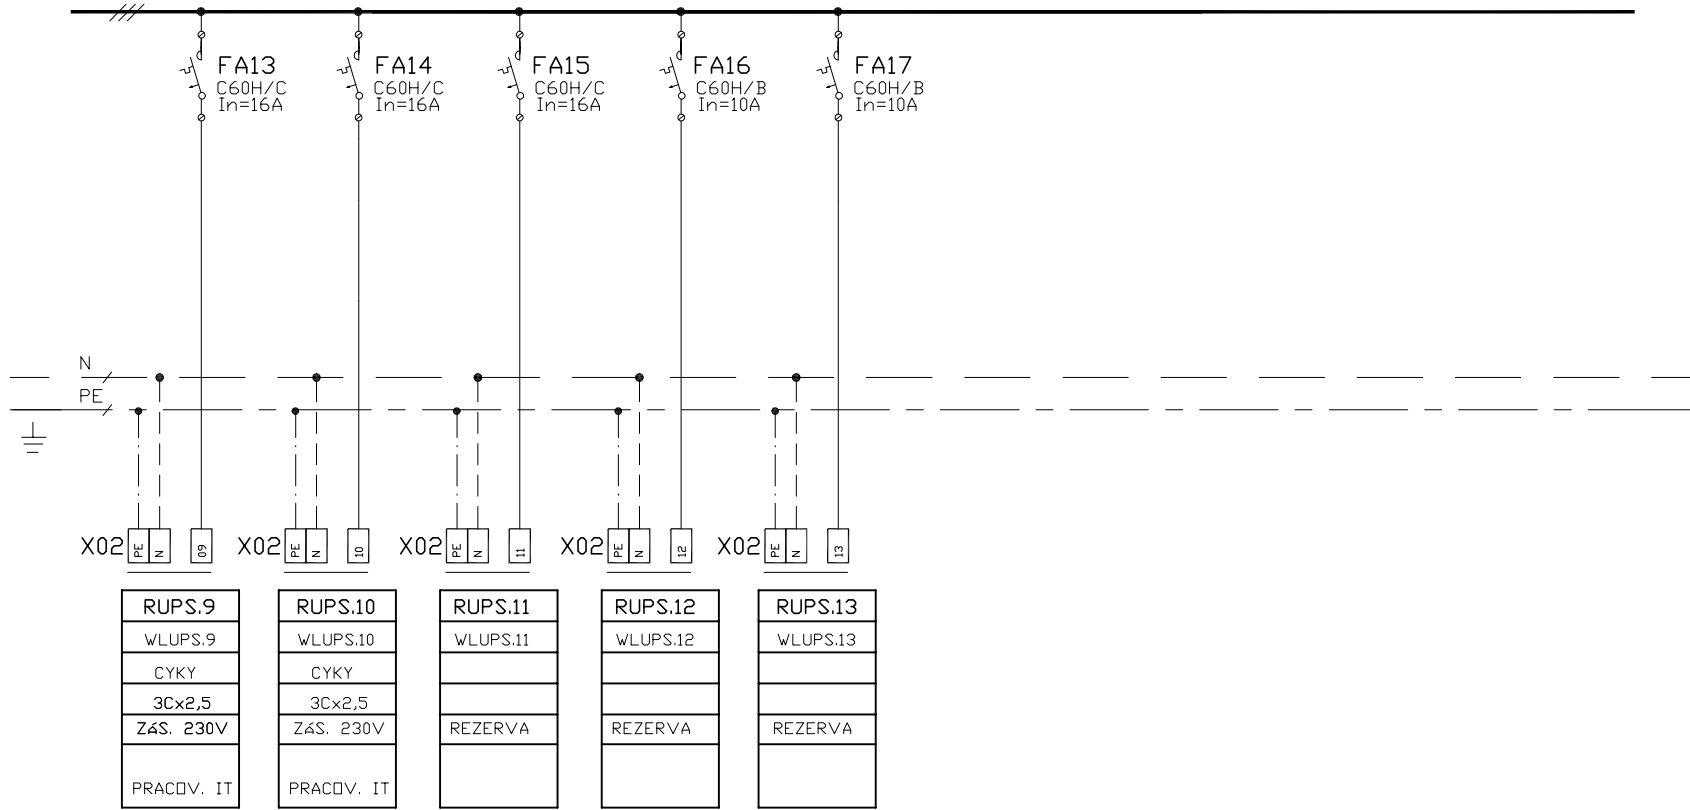 FA13
C60H/C
In=16A
FA14
C60H/C
In=16A
FA15
C60H/C
In=16A
FA16
C60H/B
In=10A
FA17
C60H/B
In=10A
N
PE
X02 PE N 09
X02 PE N 10
X02 PE N 11
X02 PE N 12
X02 PE N 13
RUPS.9
WLUPS.9
CYKY
3Cx2,5
ZáS. 230V
PRACOV. IT
RUPS.10
WLUPS.10
CYKY
3Cx2,5
ZáS. 230V
PRACOV. IT
RUPS.11
WLUPS.11
REZERVA
RUPS.12
WLUPS.12
REZERVA
RUPS.13
WLUPS.13
REZERVA